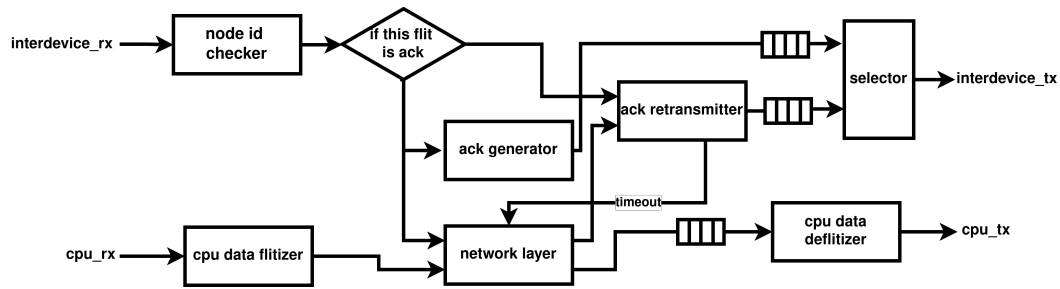 interdevice_rx
node id
checker
if this flit
is ack
selector
interdevice_tx
ack retransmitter
ack generator
timeout
cpu_rx
cpu data flitizer
network layer
cpu data
deflitizer
cpu_tx